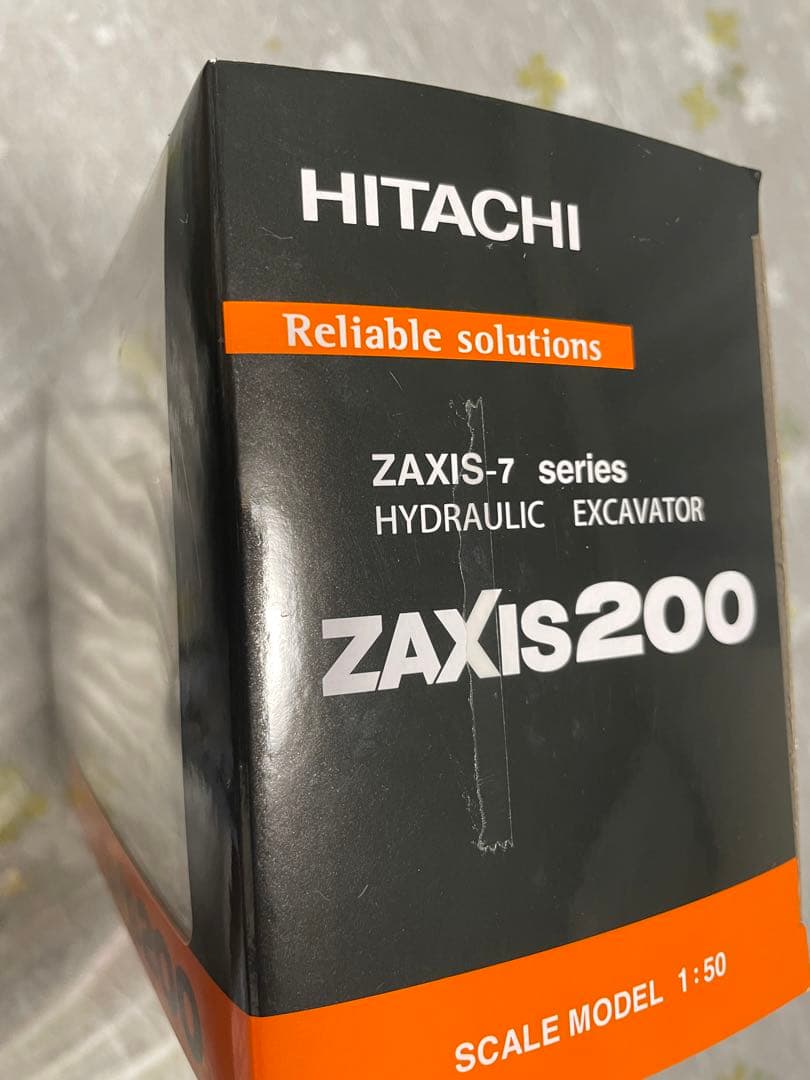 HITACHI
Reliable solutions
ZAXIS-7 series
HYDRAULIC EXCAVATOR
ZAXIS200
SCALE MODEL 1:50